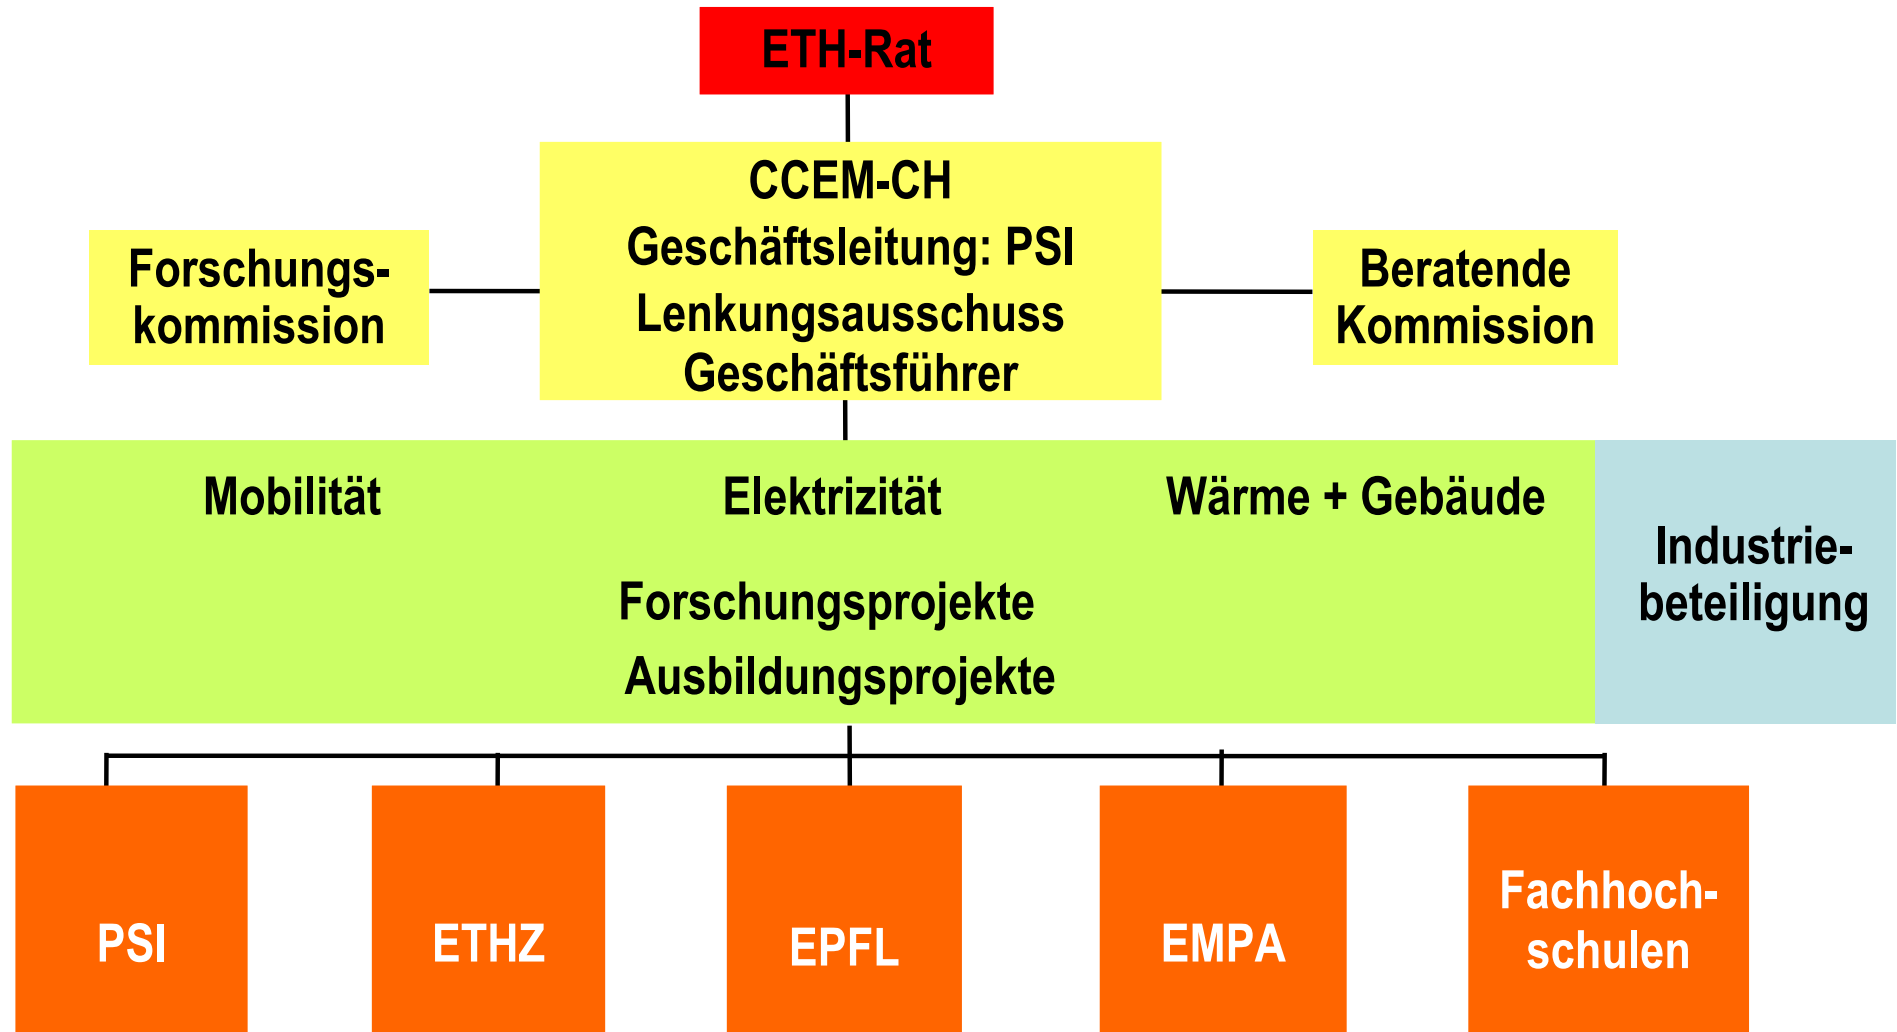 ETH-Rat
CCEM-CH
Geschäftsleitung: PSI
Lenkungsausschuss
Geschäftsführer
Forschungs-
kommission
Beratende
Kommission
Mobilität
Elektrizität
Wärme + Gebäude
Forschungsprojekte
Ausbildungsprojekte
Industrie-
beteiligung
PSI
ETHZ
EPFL
EMPA
Fachhoch-
schulen